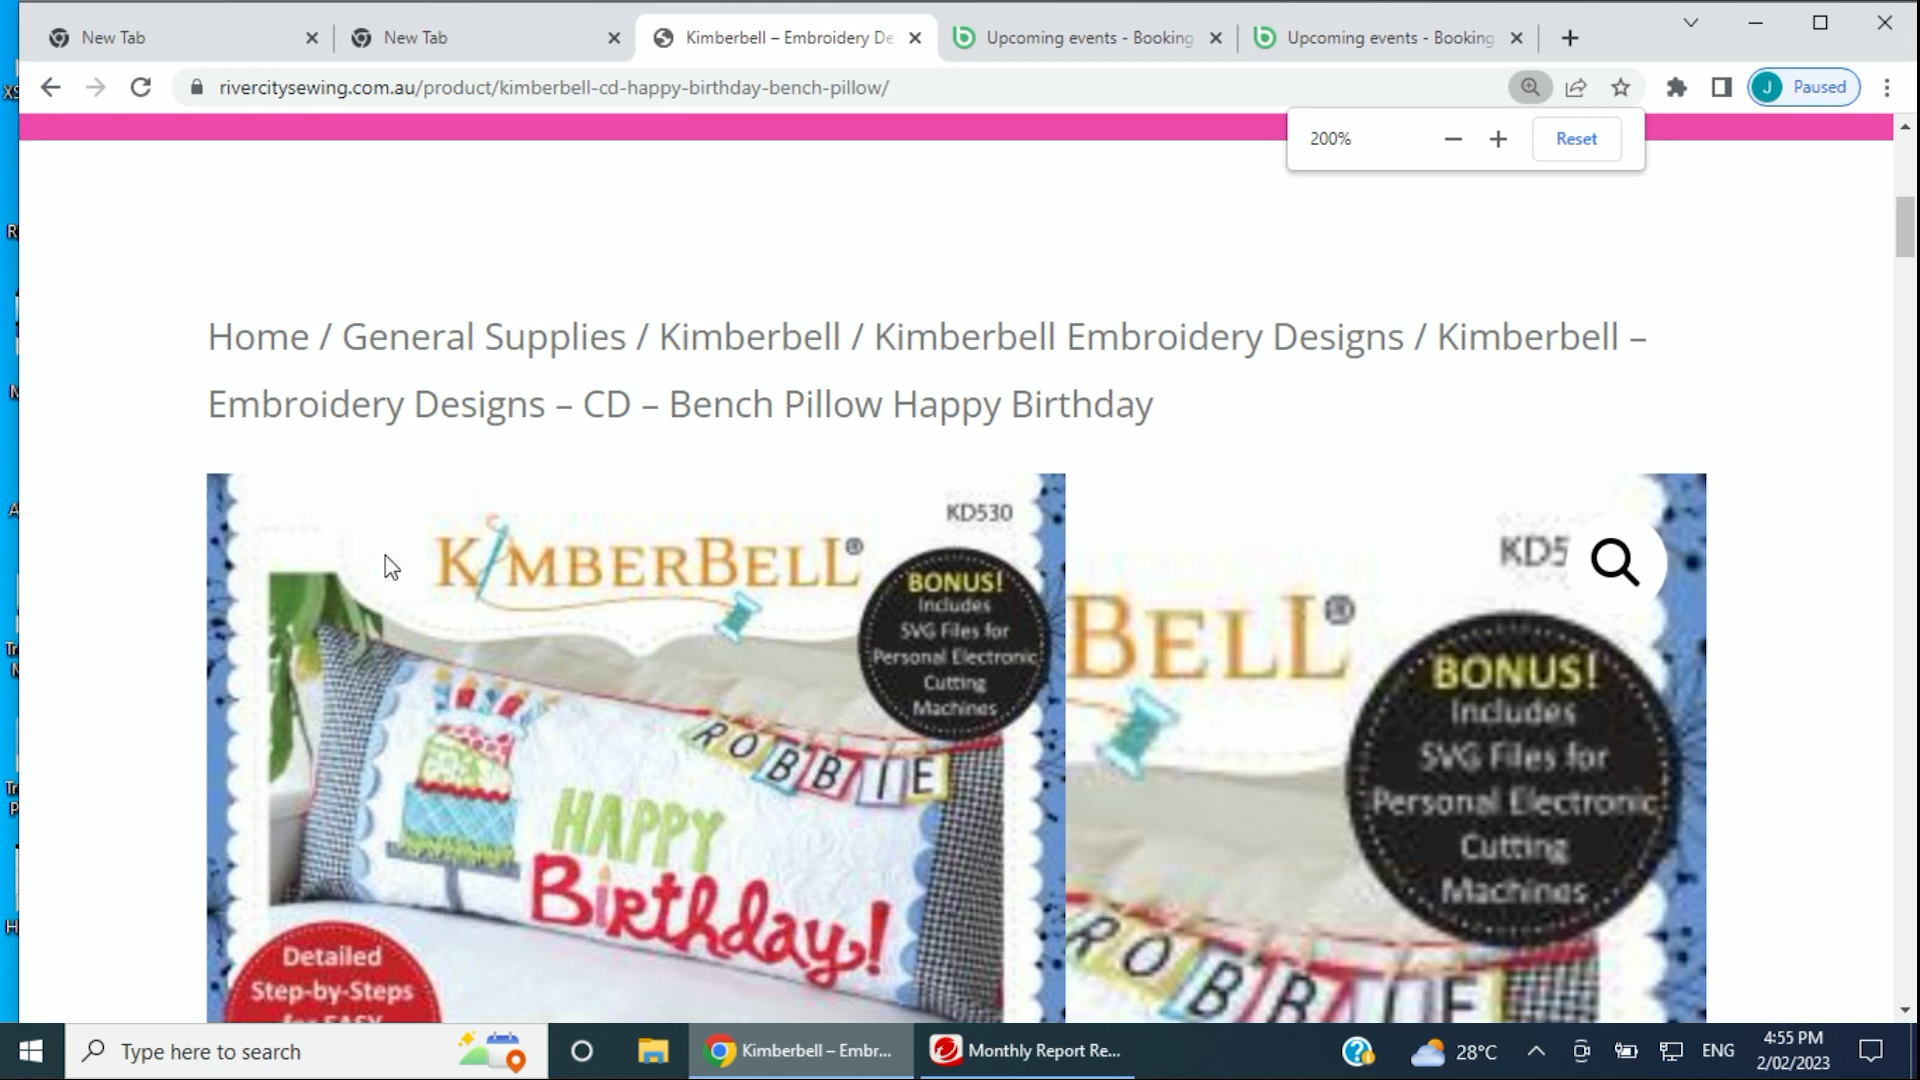 New Tab
New Tab
Kimberbell – Embroidery De
Upcoming events - Booking
Upcoming events - Booking
rivercitysewing.com.au/product/kimberbell-cd-happy-birthday-bench-pillow/
J Paused
200%
Reset
Home / General Supplies / Kimberbell / Kimberbell Embroidery Designs / Kimberbell –
Embroidery Designs – CD – Bench Pillow Happy Birthday
KD530
KIMBERBELL®
BONUS!
Includes
SVG Files for
Personal Electronic
Cutting
Machines
ROBBIE
HAPPY
Birthday!
Detailed
Step-by-Steps
for EASY
KD5
BELL®
BONUS!
Includes
SVG Files for
Personal Electronic
Cutting
Machines
ROBBIE
Type here to search
Kimberbell – Embr...
Monthly Report Re...
28°C
ENG
4:55 PM
2/02/2023